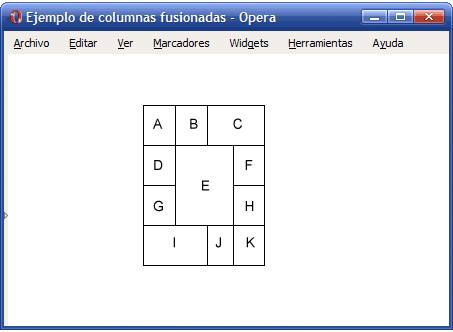 Ejemplo de columnas fusionadas - Opera
Archivo Editar Ver Marcadores Widgets Herramientas Ayuda
A B C
D F
E
G H
I J K